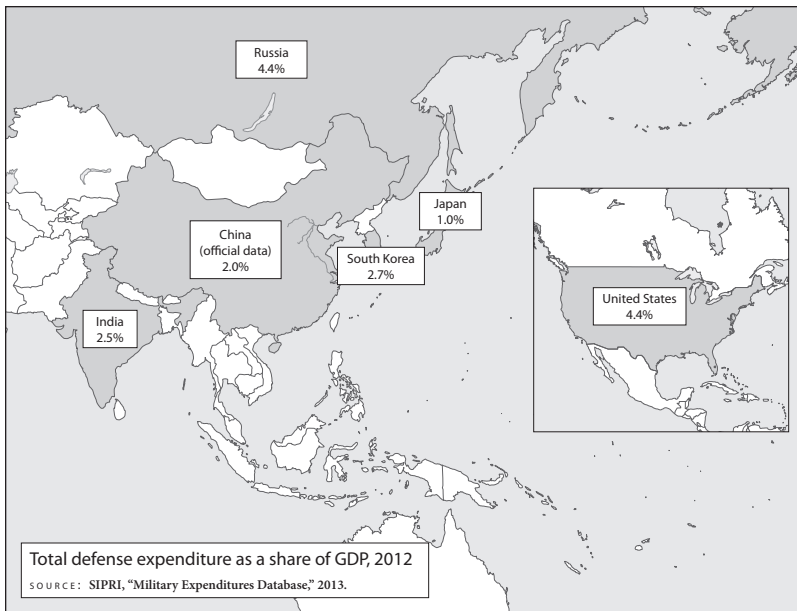 Russia
4.4%
Japan
1.0%
China
(official data)
2.0%
South Korea
2.7%
India
2.5%
United States
4.4%
Total defense expenditure as a share of GDP, 2012
SOURCE: SIPRI, “Military Expenditures Database,” 2013.